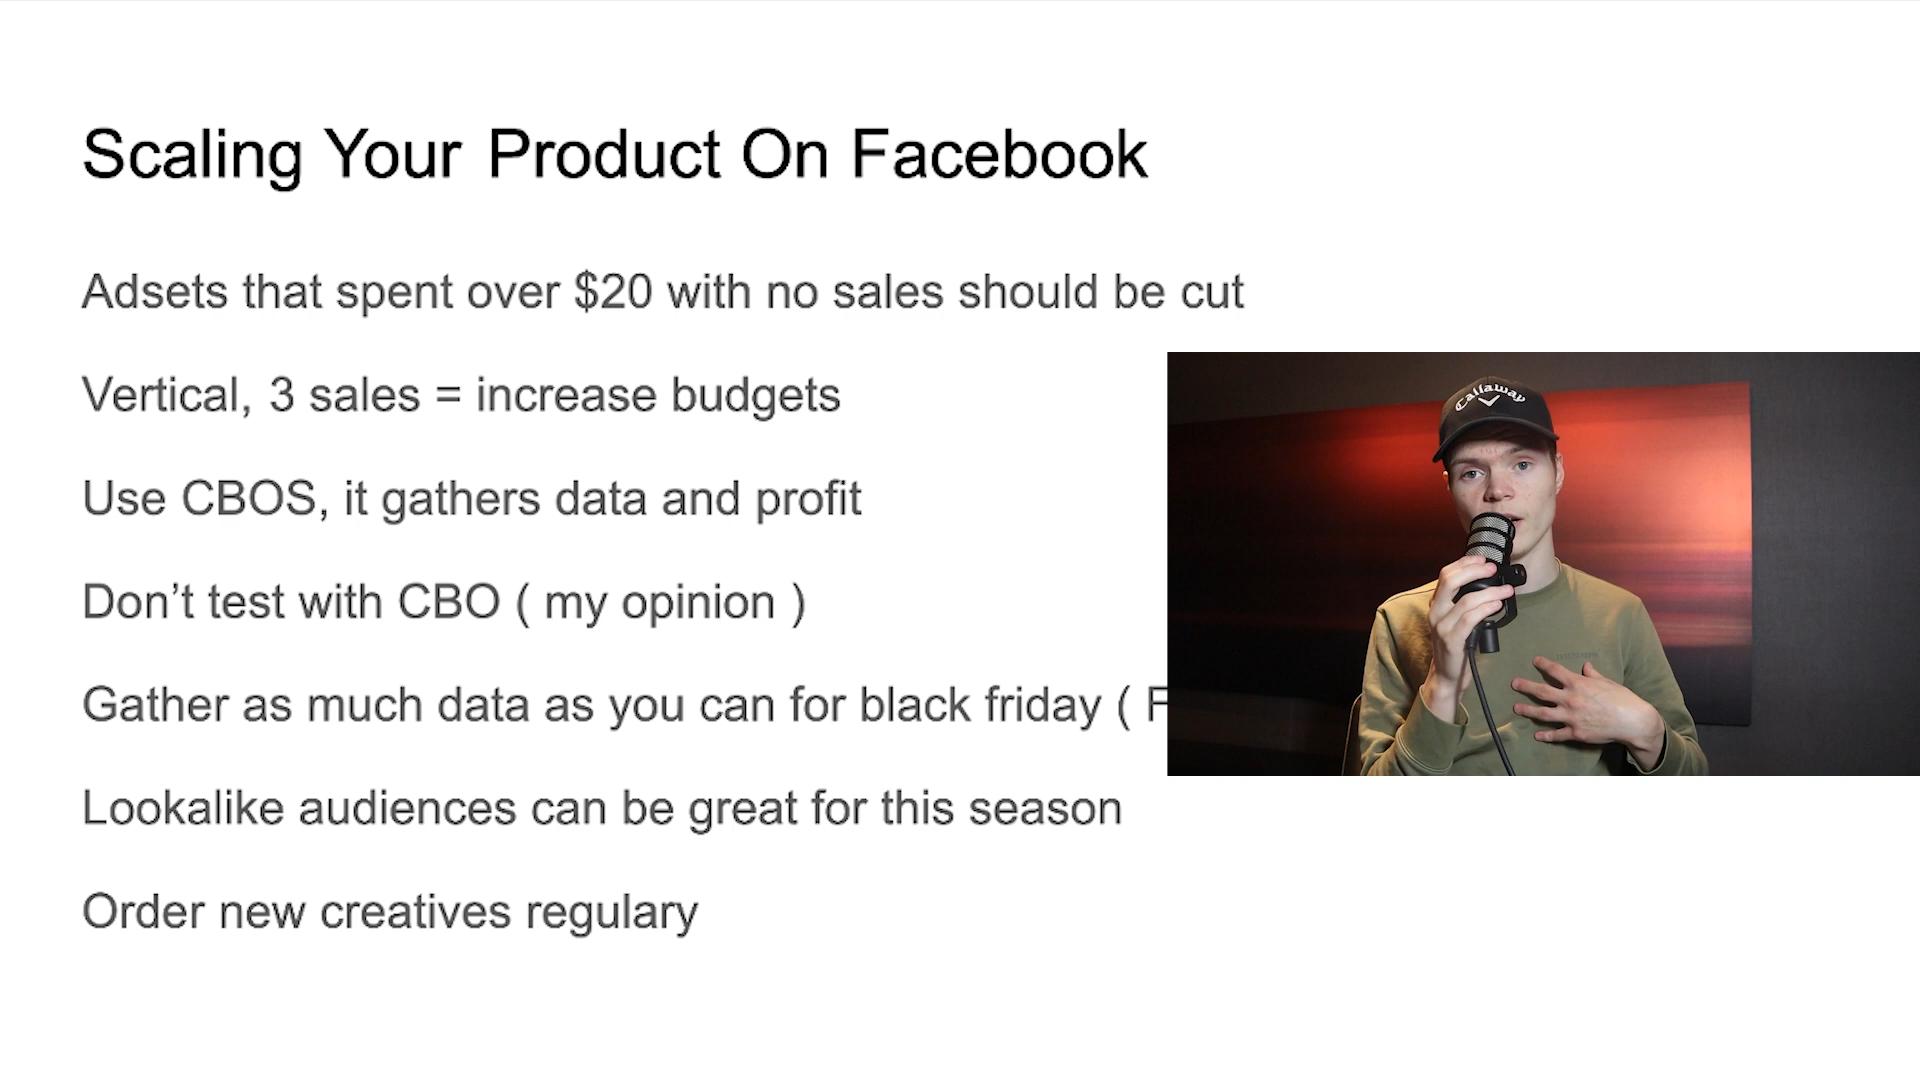 Scaling Your Product On Facebook
Adsets that spent over $20 with no sales should be cut
Vertical, 3 sales = increase budgets
Use CBOS, it gathers data and profit
Don’t test with CBO ( my opinion )
Gather as much data as you can for black friday (
Lookalike audiences can be great for this season
Order new creatives regulary
Callaway